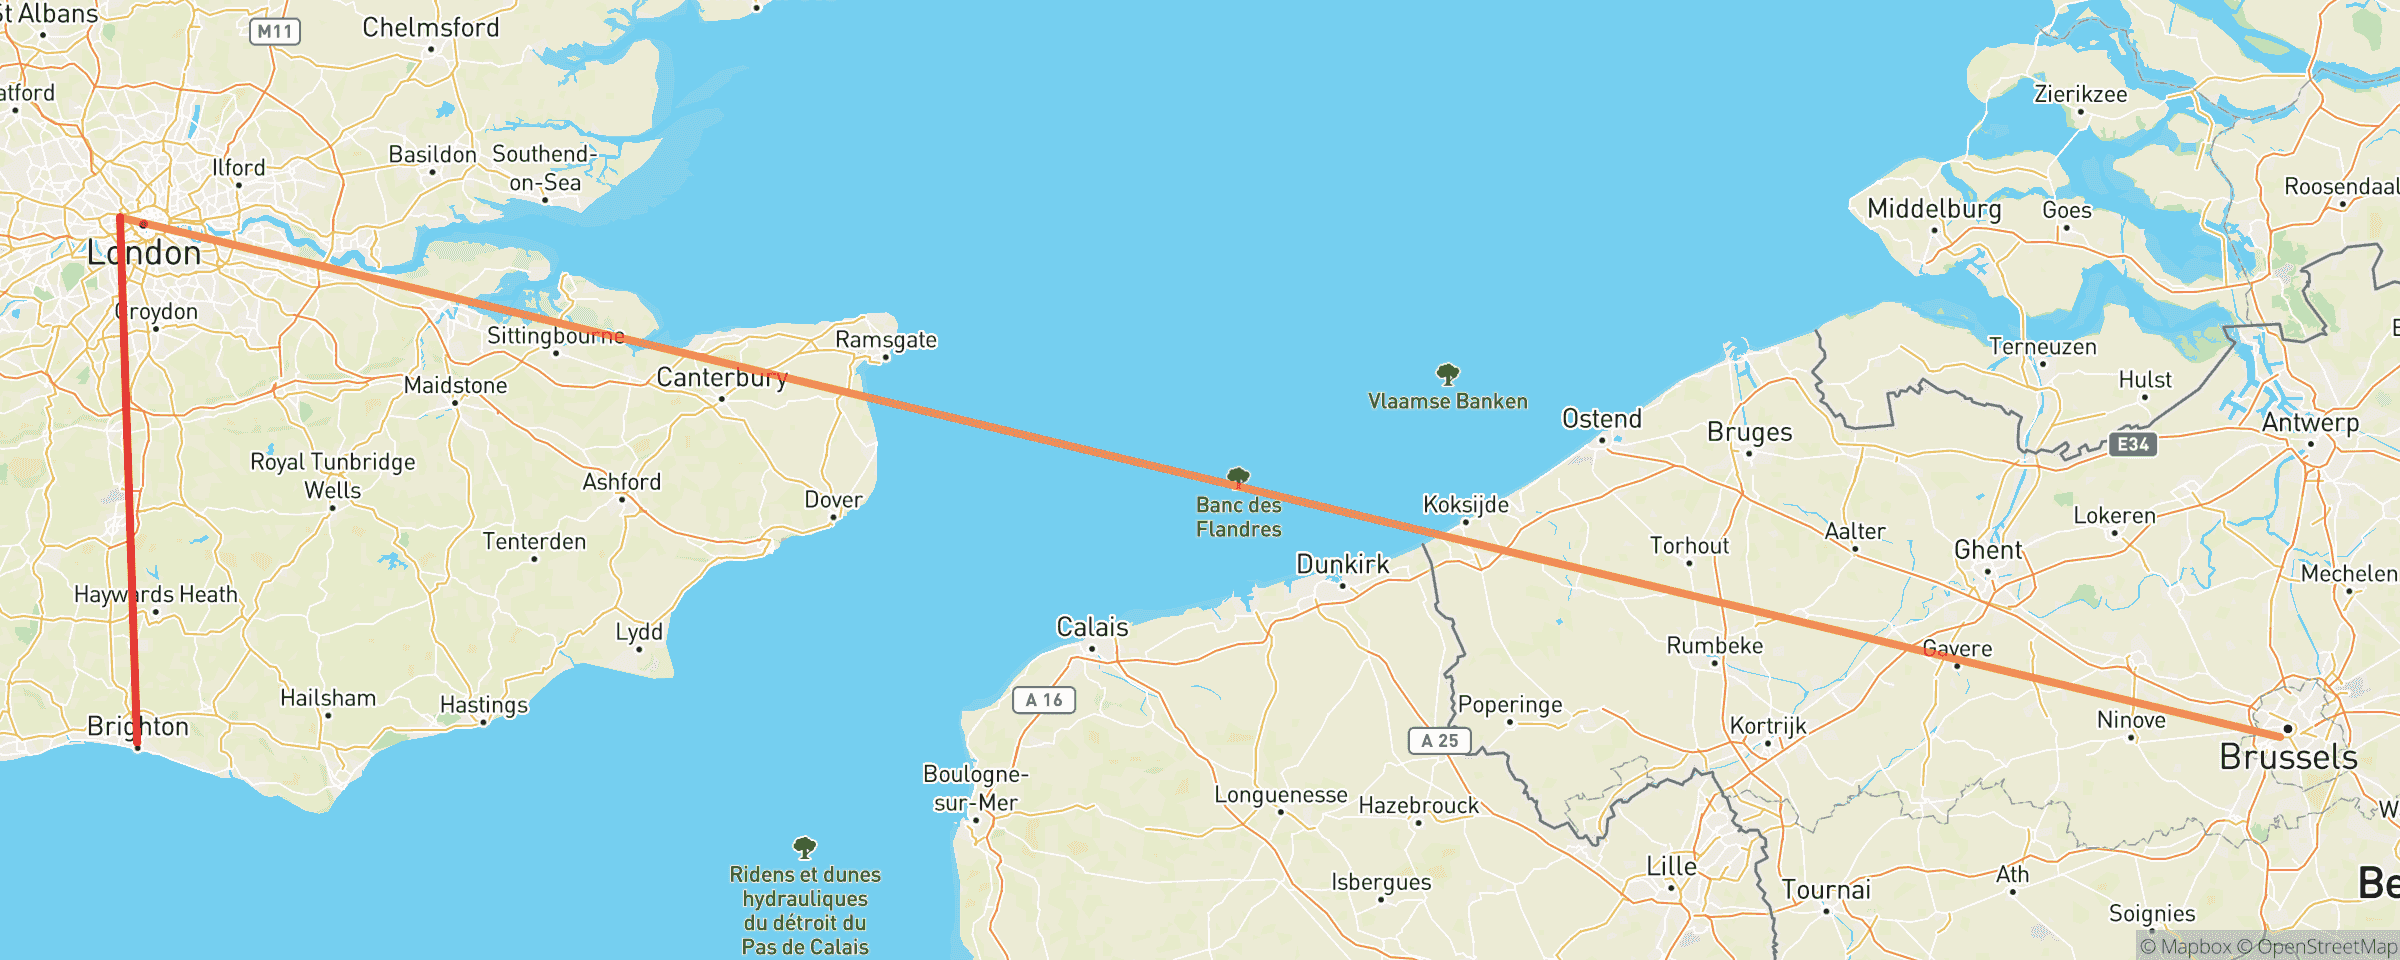 St Albans
M11
Chelmsford
atford
Ilford
Basildon
Southend-
on-Sea
London
Croydon
Sittingbourne
Maidstone
Canterbury
Ramsgate
Royal Tunbridge
Wells
Ashford
Dover
Tenterden
Haywards Heath
Lydd
Hailsham
Hastings
Brighton
Zierikzee
Roosendaal
Middelburg
Goes
Terneuzen
Hulst
Vlaamse Banken
Ostend
Bruges
E34
Antwerp
Banc des
Flandres
Koksijde
Torhout
Aalter
Lokeren
Ghent
Mechelen
Dunkirk
Calais
Rumbeke
Gavere
A 16
Poperinge
A 25
Kortrijk
Ninove
Brussels
Boulogne-
sur-Mer
Longuenesse
Hazebrouck
Ridens et dunes
hydrauliques
du détroit du
Pas de Calais
Isbergues
Lille
Tournai
Ath
Be
Soignies
© Mapbox © OpenStreetMap